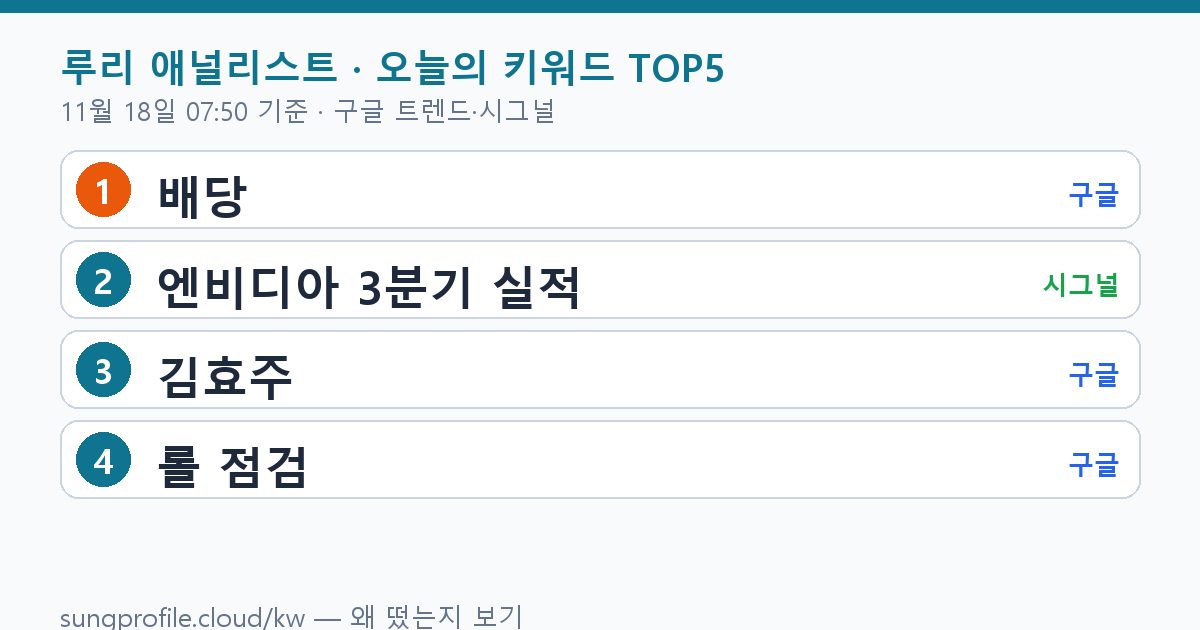 루리 애널리스트 · 오늘의 키워드 TOP5
11월 18일 07:50 기준 · 구글 트렌드·시그널
1 배당 구글
2 엔비디아 3분기 실적 시그널
3 김효주 구글
4 롤 점검 구글
sungprofile.cloud/kw — 왜 떴는지 보기